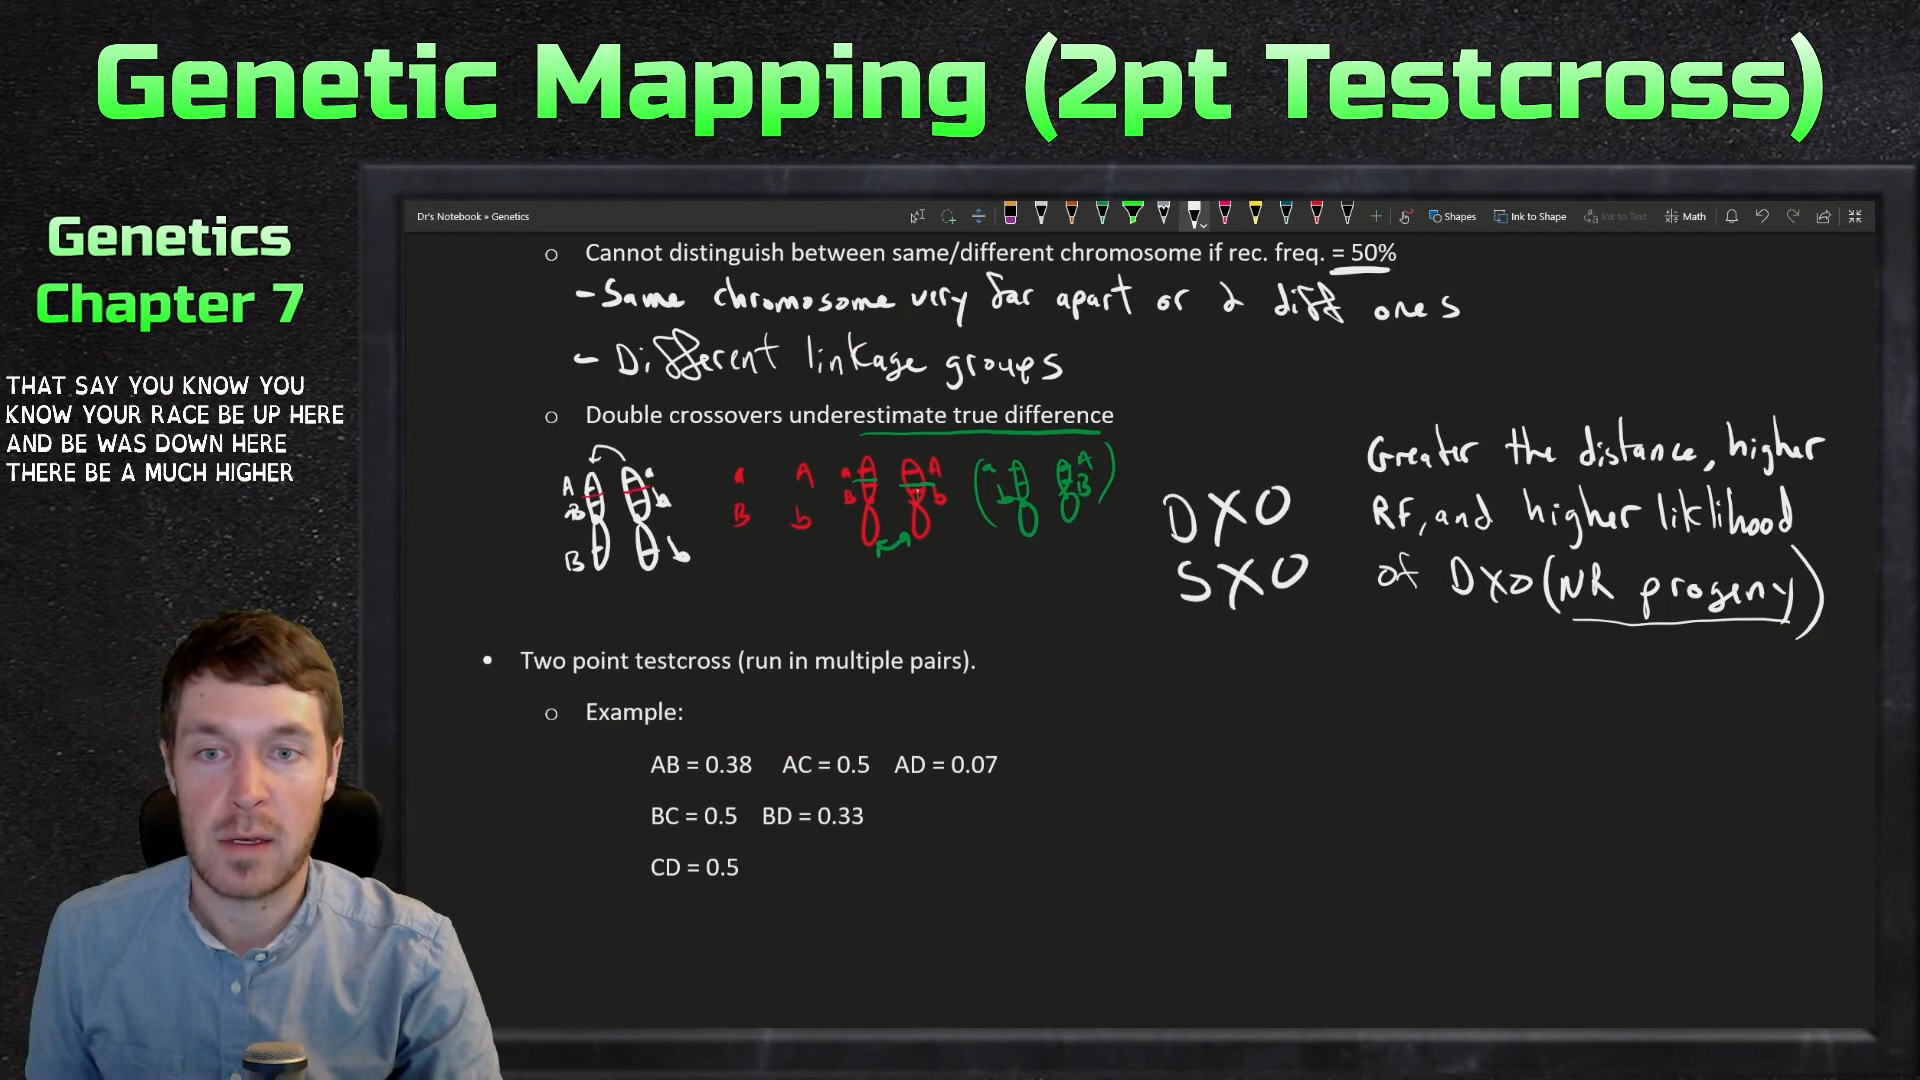 Genetic Mapping (2pt Testcross)
Genetics
Chapter 7
THAT SAY YOU KNOW YOU
KNOW YOUR RACE BE UP HERE
AND BE WAS DOWN HERE
THERE BE A MUCH HIGHER
Dr's Notebook » Genetics
Shapes
Ink to Shape
Ink to Text
Math
o Cannot distinguish between same/different chromosome if rec. freq. = 50%
- Same chromosome very far apart or 2 diff ones
- Different linkage groups
o Double crossovers underestimate true difference
A a
B b
B b
a A
B b
a A
B b
a A
b B
DXO
SXO
Greater the distance, higher
RF, and higher liklihood
of DXO (NR progeny)
• Two point testcross (run in multiple pairs).
o Example:
AB = 0.38 AC = 0.5 AD = 0.07
BC = 0.5 BD = 0.33
CD = 0.5